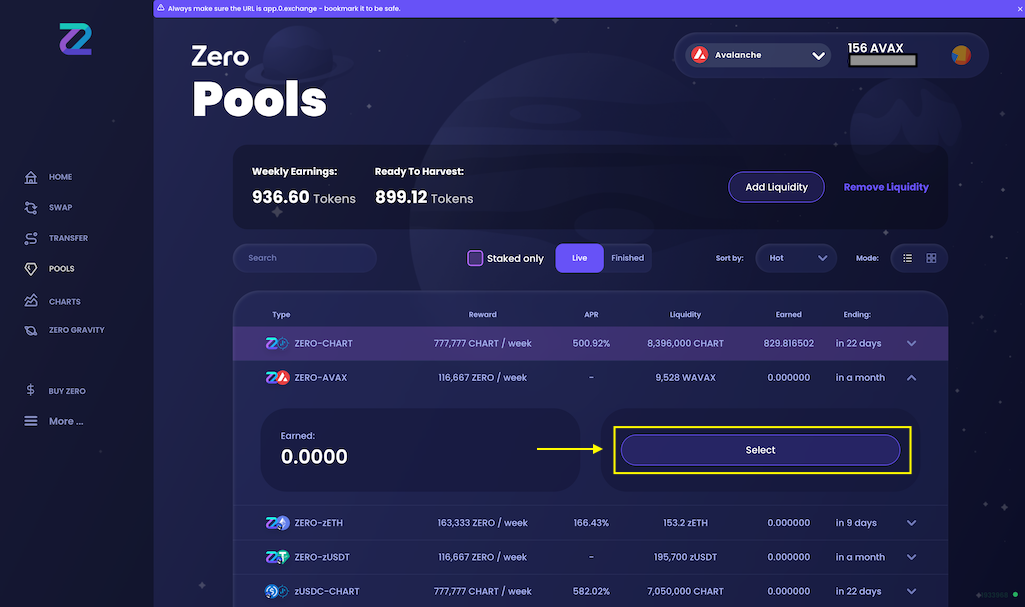 Always make sure the URL is app.0.exchange - bookmark it to be safe.
Zero
Pools
Avalanche
156 AVAX
HOME
SWAP
TRANSFER
POOLS
CHARTS
ZERO GRAVITY
BUY ZERO
More ...
Weekly Earnings: Ready To Harvest:
936.60 Tokens 899.12 Tokens
Add Liquidity Remove Liquidity
Search Staked only Live Finished Sort by: Hot Mode:
Type Reward APR Liquidity Earned Ending:
ZERO-CHART 777,777 CHART / week 500.92% 8,396,000 CHART 829.816502 in 22 days
ZERO-AVAX 116,667 ZERO / week - 9,528 WAVAX 0.000000 in a month
Earned:
0.0000
Select
ZERO-zETH 163,333 ZERO / week 166.43% 153.2 zETH 0.000000 in 9 days
ZERO-zUSDT 116,667 ZERO / week - 195,700 zUSDT 0.000000 in a month
zUSDC-CHART 777,777 CHART / week 582.02% 7,050,000 CHART 0.000000 in 22 days